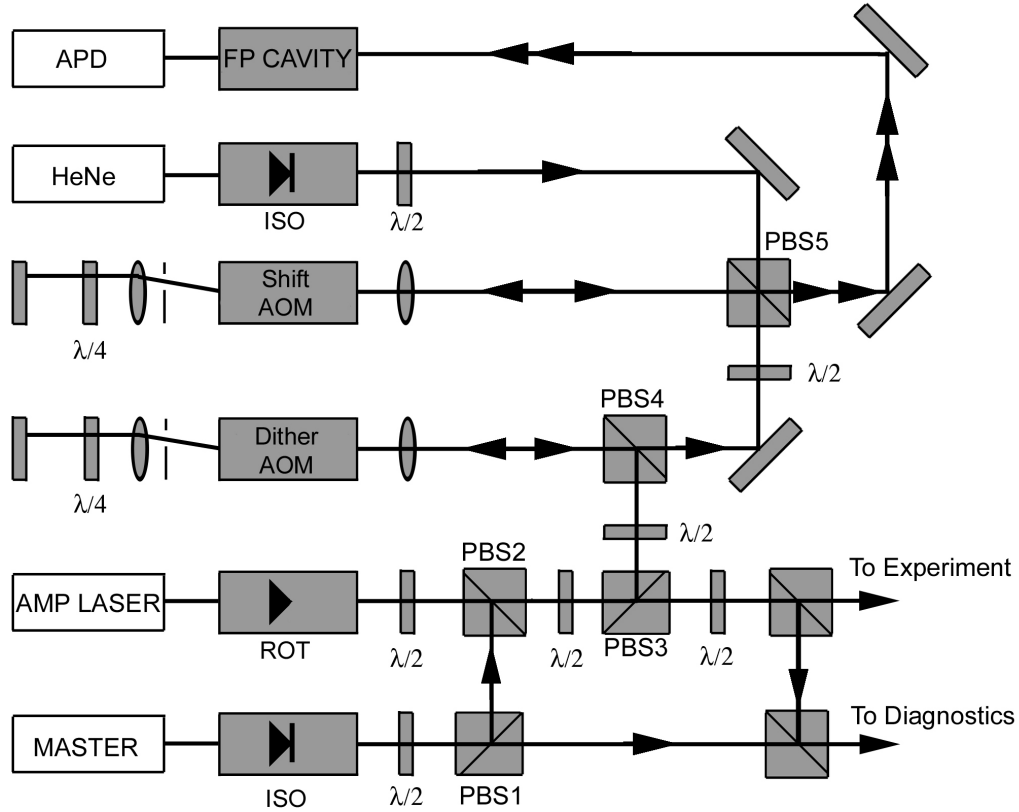 APD
FP CAVITY
HeNe
ISO
λ/2
PBS5
Shift
AOM
λ/4
λ/2
PBS4
Dither
AOM
λ/4
λ/2
PBS2
To Experiment
AMP LASER
ROT
λ/2
λ/2
PBS3
λ/2
To Diagnostics
MASTER
ISO
λ/2
PBS1